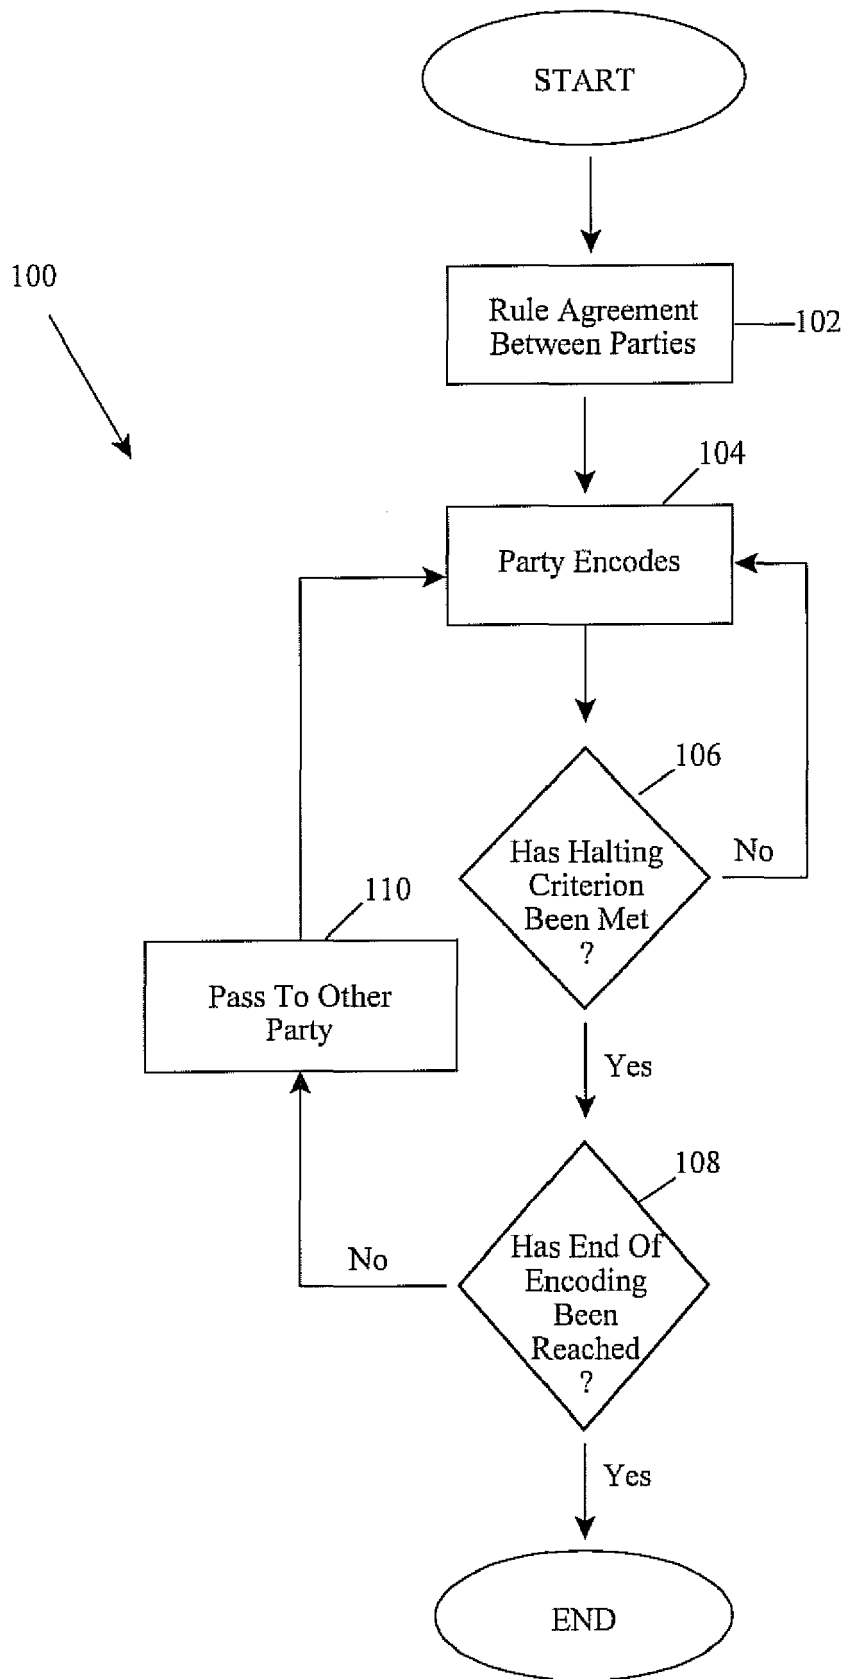 START
100
Rule Agreement
Between Parties
102
104
Party Encodes
106
Has Halting
Criterion
Been Met
?
No
110
Pass To Other
Party
Yes
108
Has End Of
Encoding
Been
Reached
?
No
Yes
END